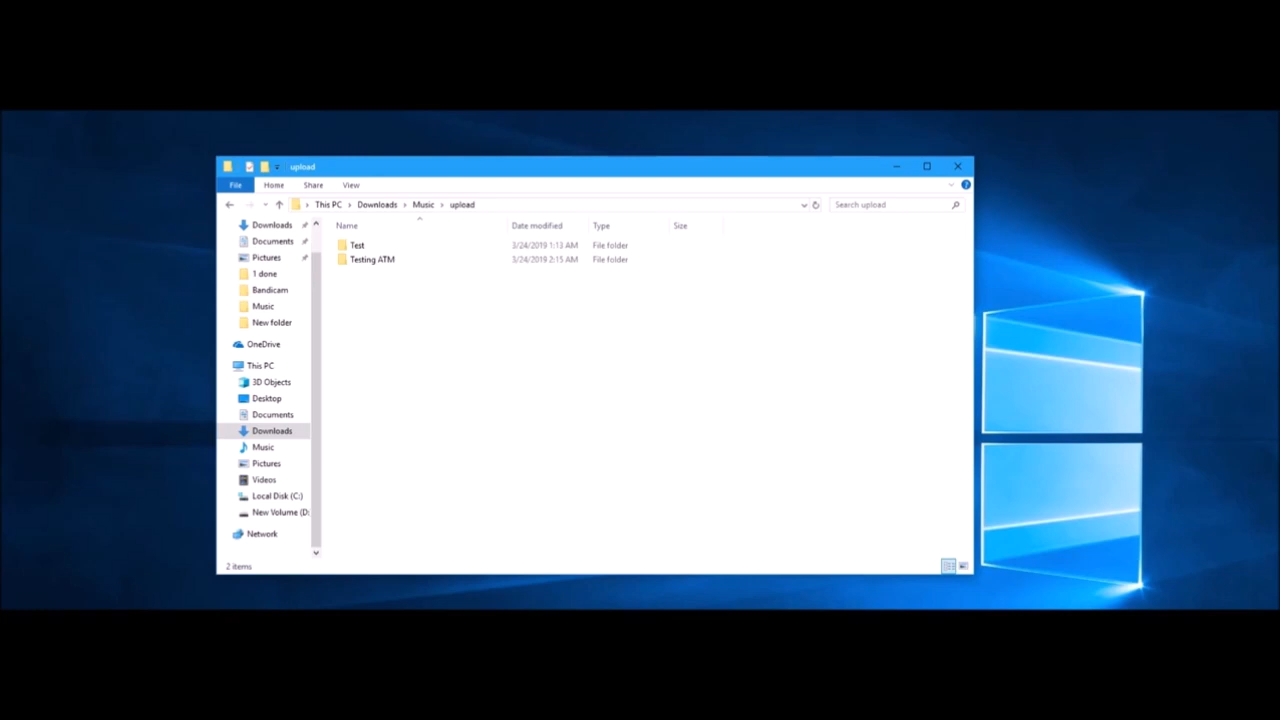 upload
File Home Share View
This PC Downloads Music upload
Search upload
Name Date modified Type Size
Test 3/24/2019 1:13 AM File folder
Testing ATM 3/24/2019 2:15 AM File folder
Downloads
Documents
Pictures
1 done
Bandicam
Music
New folder
OneDrive
This PC
3D Objects
Desktop
Documents
Downloads
Music
Pictures
Videos
Local Disk (C:)
New Volume (D:
Network
2 items